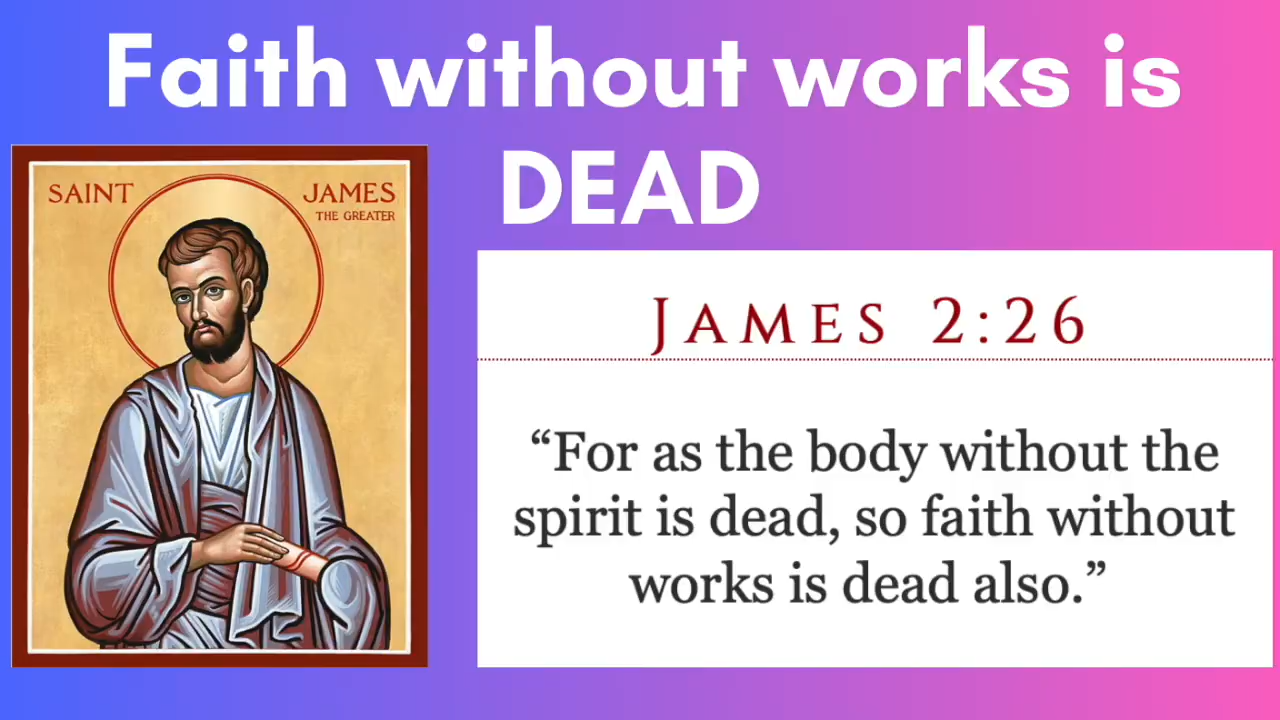 Faith without works is
DEAD
SAINT JAMES
THE GREATER
JAMES 2:26
“For as the body without the
spirit is dead, so faith without
works is dead also.”